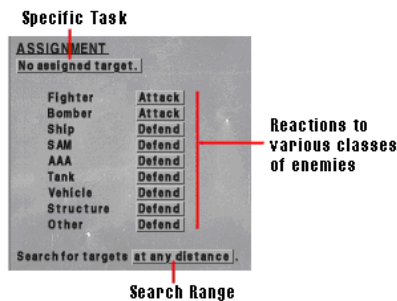 Specific Task
ASSIGNMENT
No assigned target.
Fighter Attack
Bomber Attack
Ship Defend
SAM Defend
AAA Defend
Tank Defend
Vehicle Defend
Structure Defend
Other Defend
Reactions to
various classes
of enemies
Search for targets at any distance.
Search Range